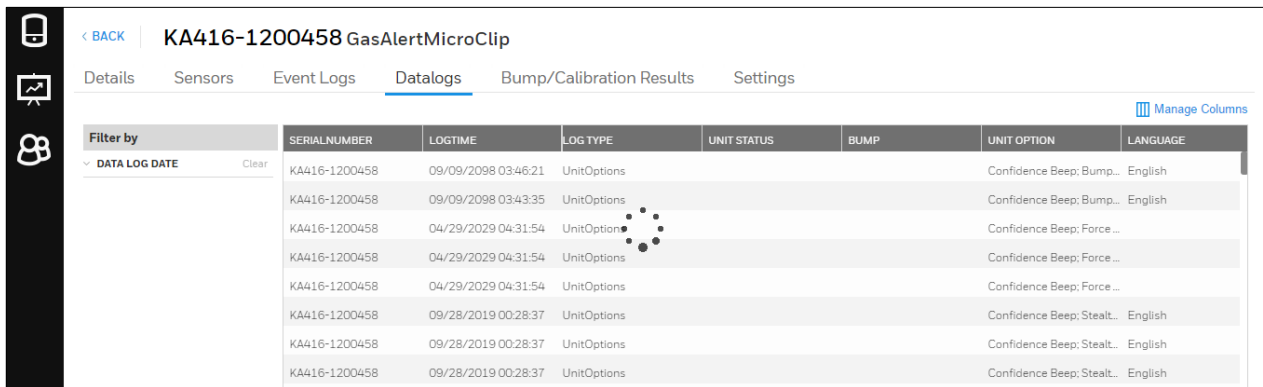 < BACK KA416-1200458 GasAlertMicroClip
Details Sensors Event Logs Datalogs Bump/Calibration Results Settings
Manage Columns
Filter by
DATA LOG DATE Clear
SERIALNUMBER LOGTIME LOG TYPE UNIT STATUS BUMP UNIT OPTION LANGUAGE
KA416-1200458 09/09/2098 03:46:21 UnitOptions Confidence Beep; Bump... English
KA416-1200458 09/09/2098 03:43:35 UnitOptions Confidence Beep; Bump... English
KA416-1200458 04/29/2029 04:31:54 UnitOptions Confidence Beep; Force ...
KA416-1200458 04/29/2029 04:31:54 UnitOptions Confidence Beep; Force ...
KA416-1200458 04/29/2029 04:31:54 UnitOptions Confidence Beep; Force ...
KA416-1200458 09/28/2019 00:28:37 UnitOptions Confidence Beep; Stealt... English
KA416-1200458 09/28/2019 00:28:37 UnitOptions Confidence Beep; Stealt... English
KA416-1200458 09/28/2019 00:28:37 UnitOptions Confidence Beep; Stealt... English